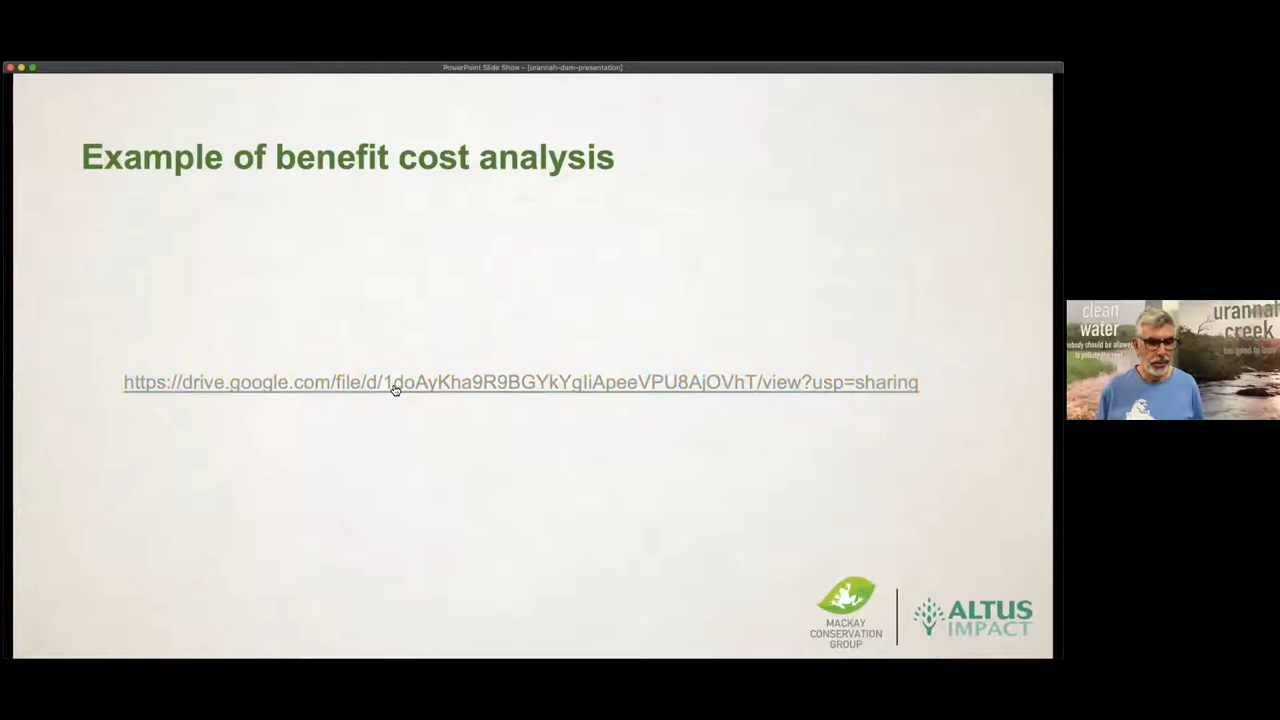 PowerPoint Slide Show - [urannah-dam-presentation]
Example of benefit cost analysis
https://drive.google.com/file/d/1goAyKha9R9BGYkYgIiApeeVPU8AjOVhT/view?usp=sharing
MACKAY
CONSERVATION
GROUP
ALTUS
IMPACT
clean
water
urannah
creek